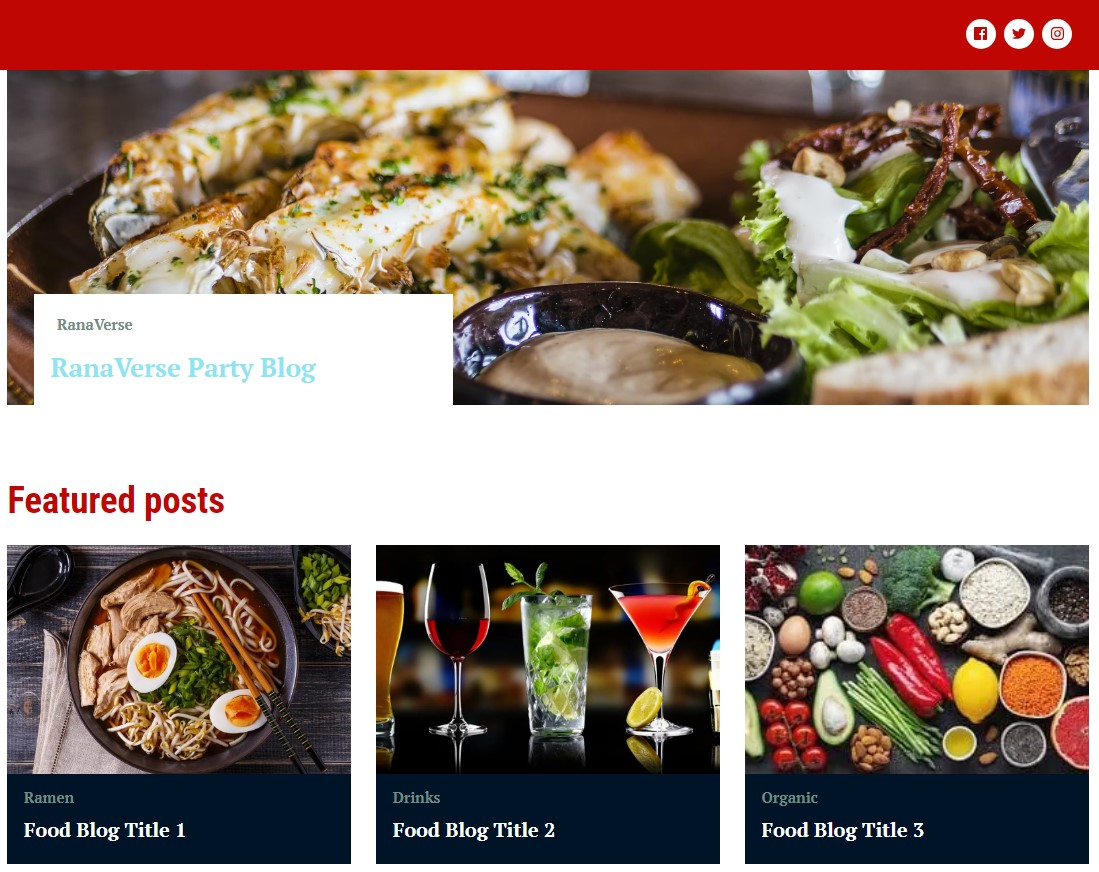 RanaVerse
RanaVerse Party Blog
Featured posts
Ramen
Food Blog Title 1
Drinks
Food Blog Title 2
Organic
Food Blog Title 3